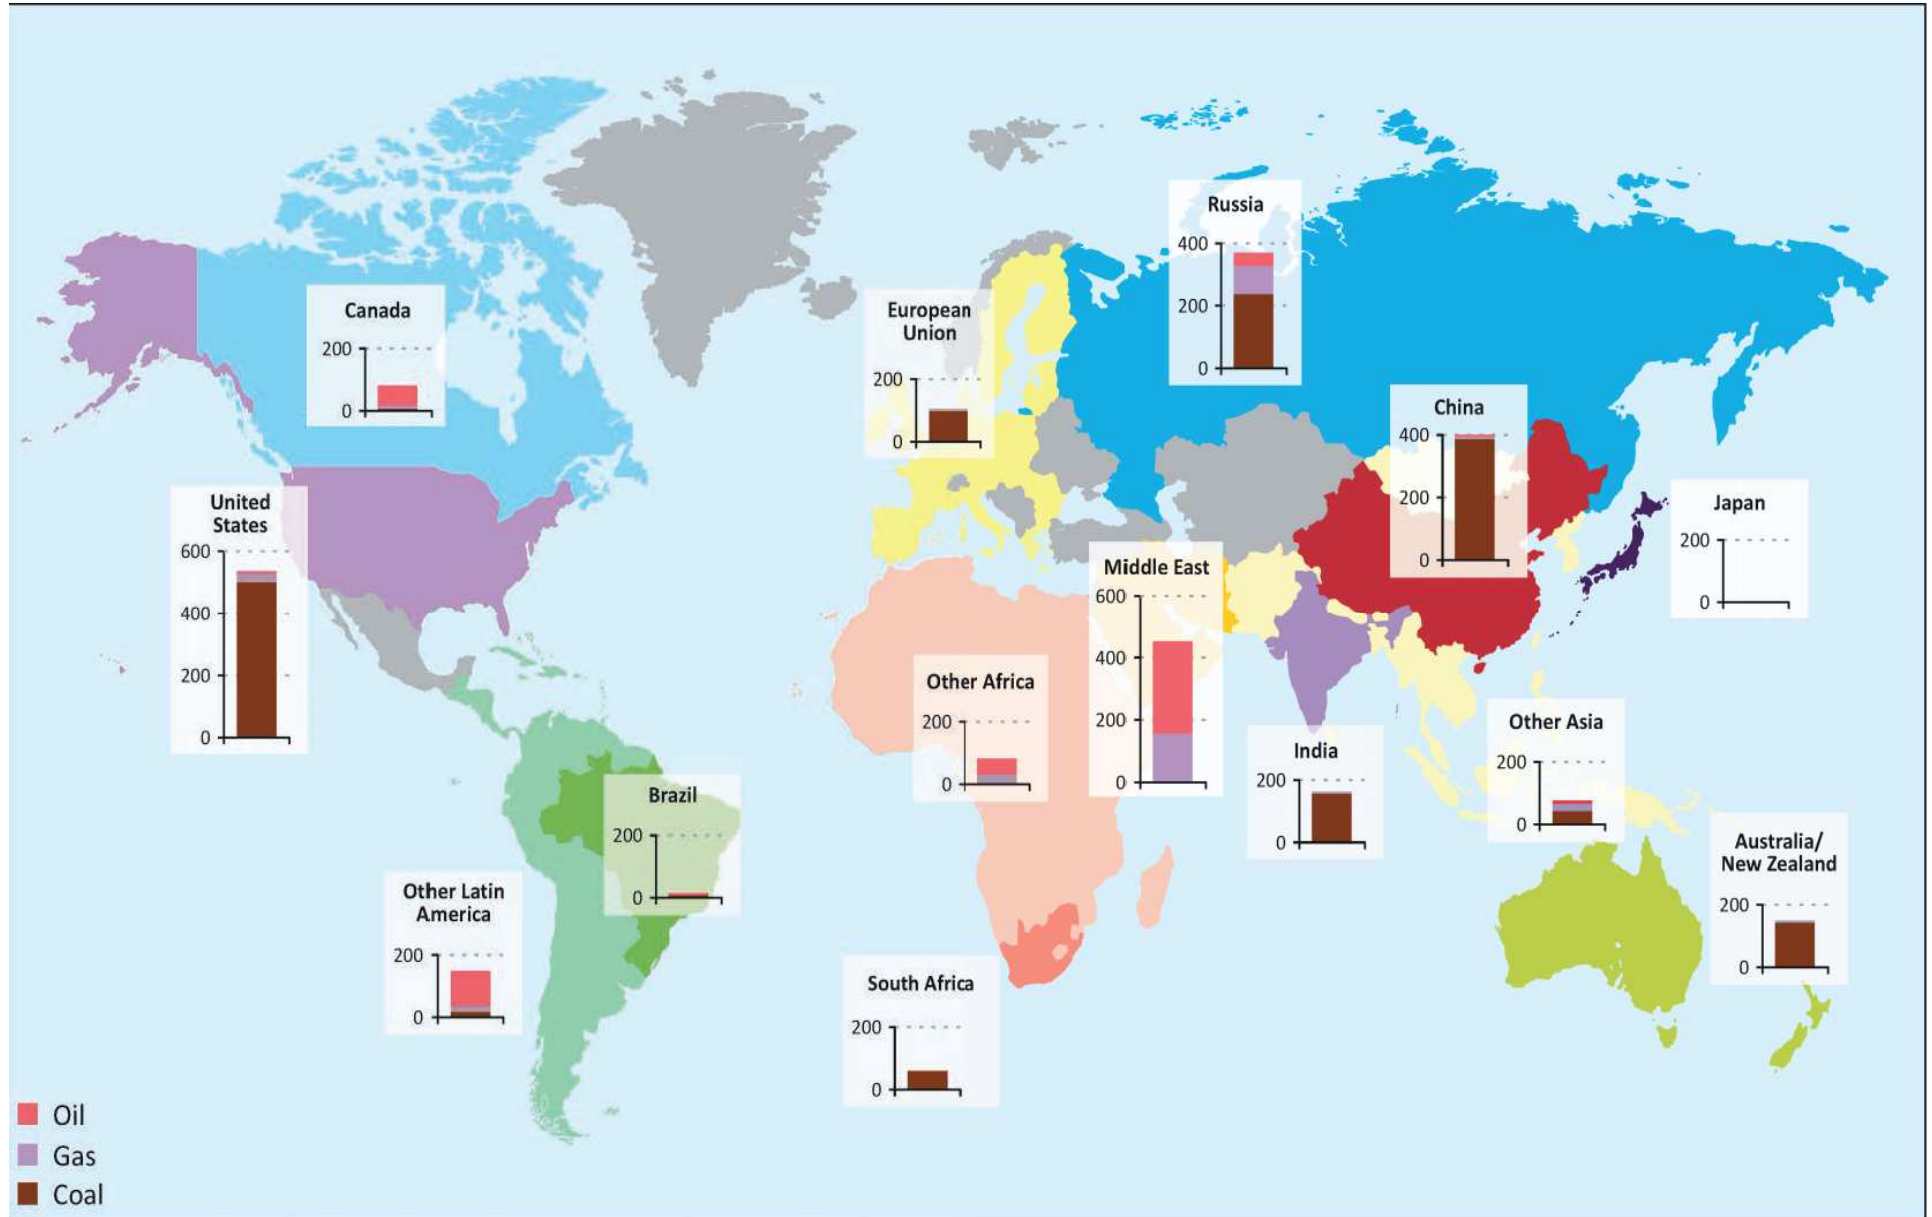 Russia
400
200
0
Canada
200
0
European
Union
200
0
China
400
200
0
United
States
600
400
200
0
Japan
200
0
Middle East
600
400
200
0
Other Africa
200
0
India
200
0
Other Asia
200
0
Brazil
200
0
Australia/
New Zealand
200
0
Other Latin
America
200
0
South Africa
200
0
Oil
Gas
Coal